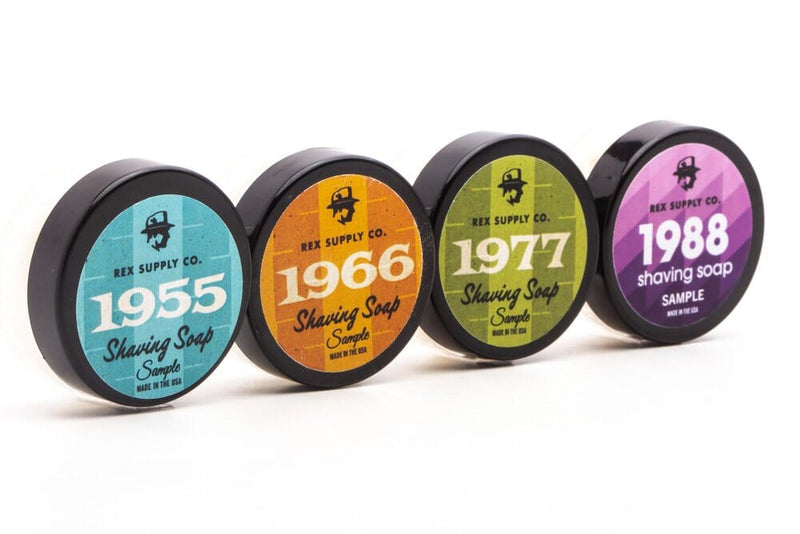 REX SUPPLY CO.
1955
Shaving Soap
Sample
MADE IN THE USA
REX SUPPLY CO.
1966
Shaving Soap
Sample
MADE IN THE USA
REX SUPPLY CO.
1977
Shaving Soap
Sample
MADE IN THE USA
REX SUPPLY CO.
1988
shaving soap
SAMPLE
MADE IN THE USA